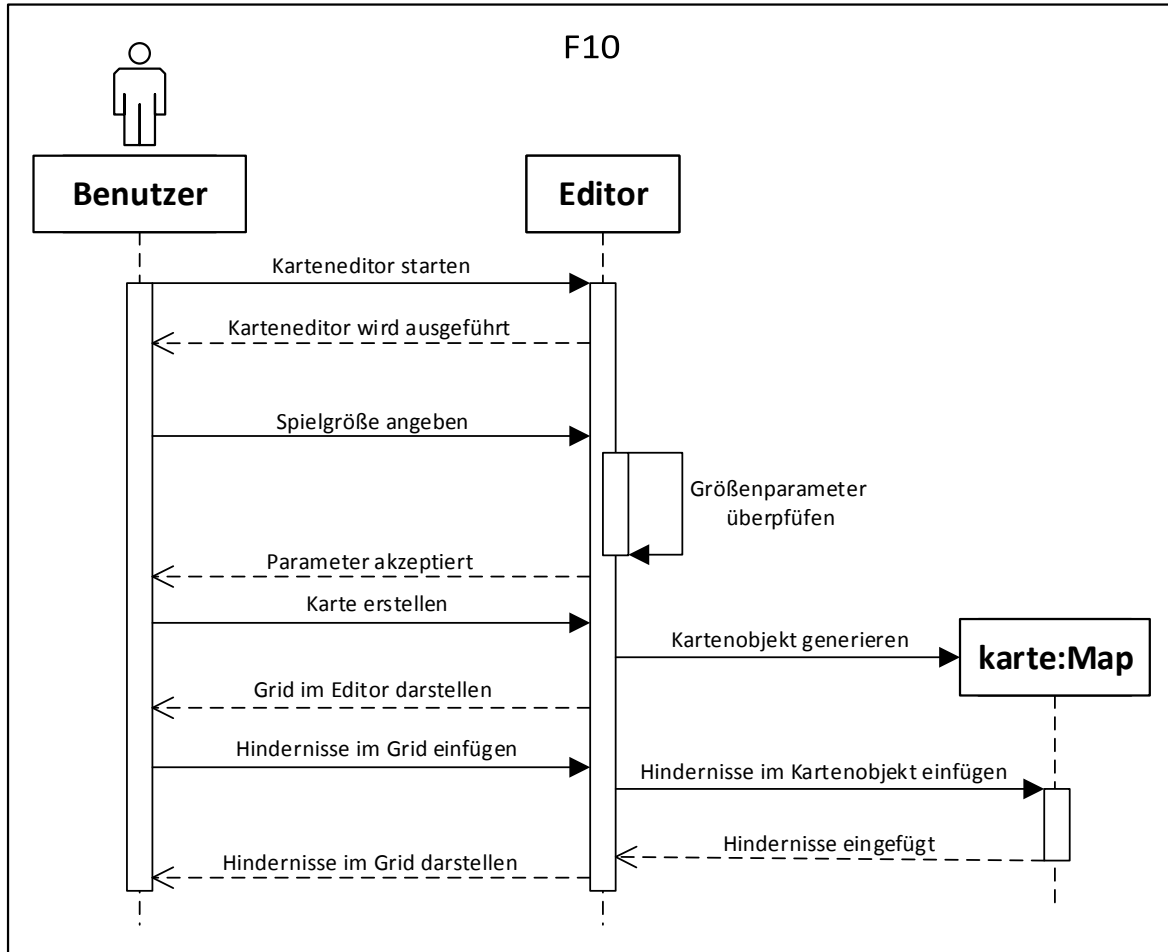 F10
Benutzer
Editor
Karteneditor starten
Karteneditor wird ausgeführt
Spielgröße angeben
Größenparameter
überpfüfen
Parameter akzeptiert
Karte erstellen
Kartenobjekt generieren
karte:Map
Grid im Editor darstellen
Hindernisse im Grid einfügen
Hindernisse im Kartenobjekt einfügen
Hindernisse eingefügt
Hindernisse im Grid darstellen